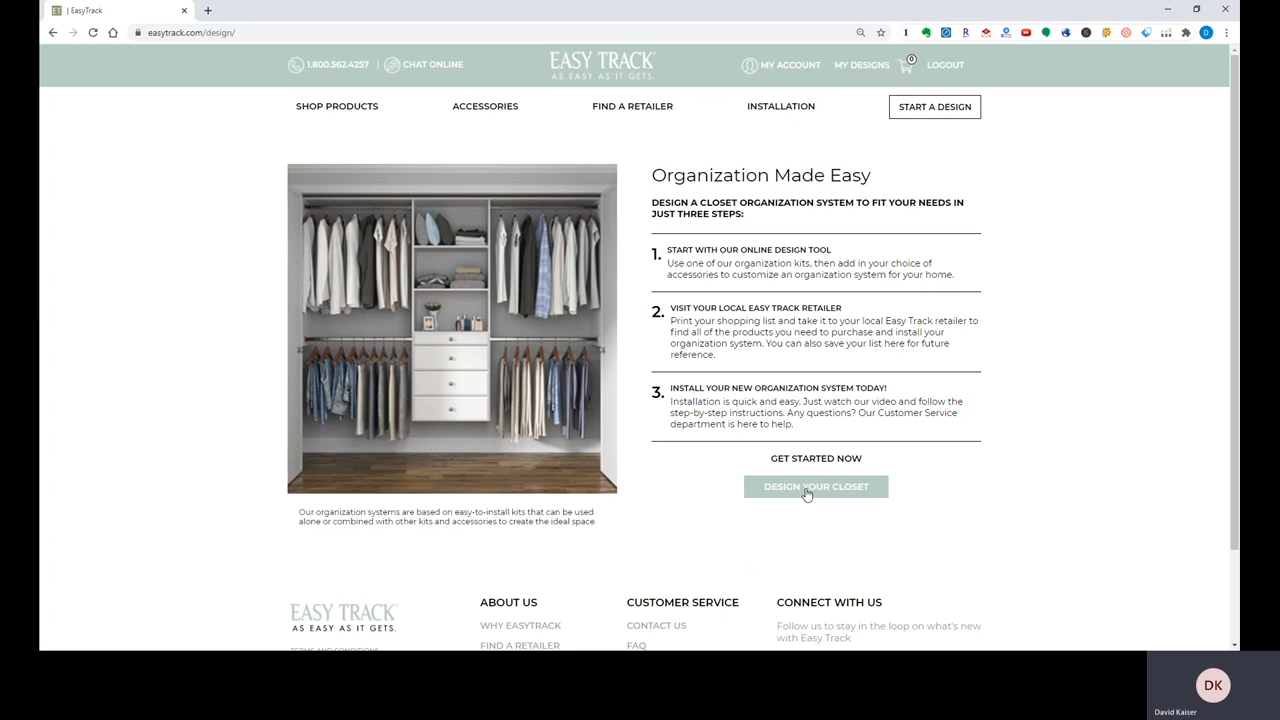 | EasyTrack
easytrack.com/design/
1.800.562.4257 | CHAT ONLINE
EASY TRACK
AS EASY AS IT GETS.
MY ACCOUNT MY DESIGNS 0 LOGOUT
SHOP PRODUCTS ACCESSORIES FIND A RETAILER INSTALLATION START A DESIGN
Organization Made Easy
DESIGN A CLOSET ORGANIZATION SYSTEM TO FIT YOUR NEEDS IN
JUST THREE STEPS:
1. START WITH OUR ONLINE DESIGN TOOL
Use one of our organization kits, then add in your choice of
accessories to customize an organization system for your home.
2. VISIT YOUR LOCAL EASY TRACK RETAILER
Print your shopping list and take it to your local Easy Track retailer to
find all of the products you need to purchase and install your
organization system. You can also save your list here for future
reference.
3. INSTALL YOUR NEW ORGANIZATION SYSTEM TODAY!
Installation is quick and easy. Just watch our video and follow the
step-by-step instructions. Any questions? Our Customer Service
department is here to help.
GET STARTED NOW
DESIGN YOUR CLOSET
Our organization systems are based on easy-to-install kits that can be used
alone or combined with other kits and accessories to create the ideal space.
EASY TRACK
AS EASY AS IT GETS.
TERMS AND CONDITIONS
ABOUT US
WHY EASYTRACK
FIND A RETAILER
CUSTOMER SERVICE
CONTACT US
FAQ
CONNECT WITH US
Follow us to stay in the loop on what's new
with Easy Track
DK
David Kaiser